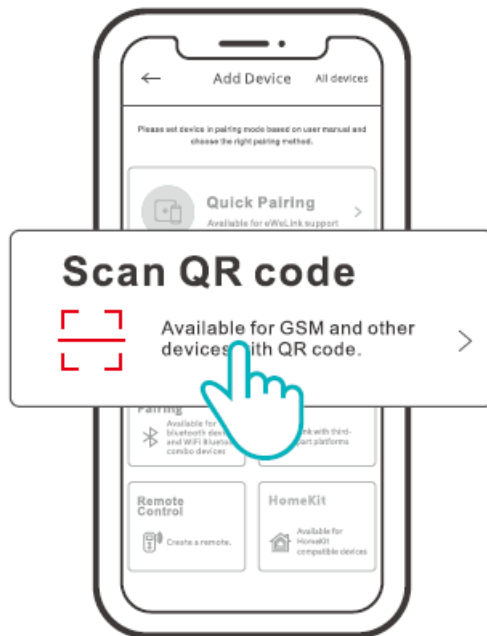 Add Device
All devices
Please set device in pairing mode based on user manual and
choose the right pairing method.
Quick Pairing
Available for eWeLink support
Scan QR code
Available for GSM and other
devices with QR code.
Pairing
Available for
bluetooth
and WiFi
combo devices
with third-
platforms
Remote
Control
Create a remote.
HomeKit
Available for
HomeKit
compatible devices